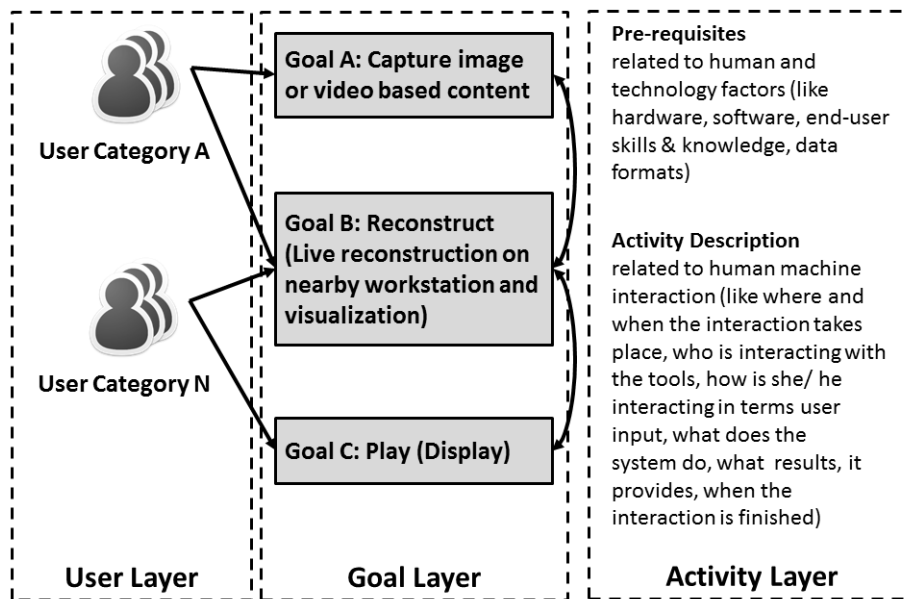 User Category A
User Category N
User Layer
Goal A: Capture image
or video based content
Goal B: Reconstruct
(Live reconstruction on
nearby workstation and
visualization)
Goal C: Play (Display)
Goal Layer
Pre-requisites
related to human and
technology factors (like
hardware, software, end-user
skills & knowledge, data
formats)
Activity Description
related to human machine
interaction (like where and
when the interaction takes
place, who is interacting with
the tools, how is she/ he
interacting in terms user
input, what does the
system do, what results, it
provides, when the
interaction is finished)
Activity Layer